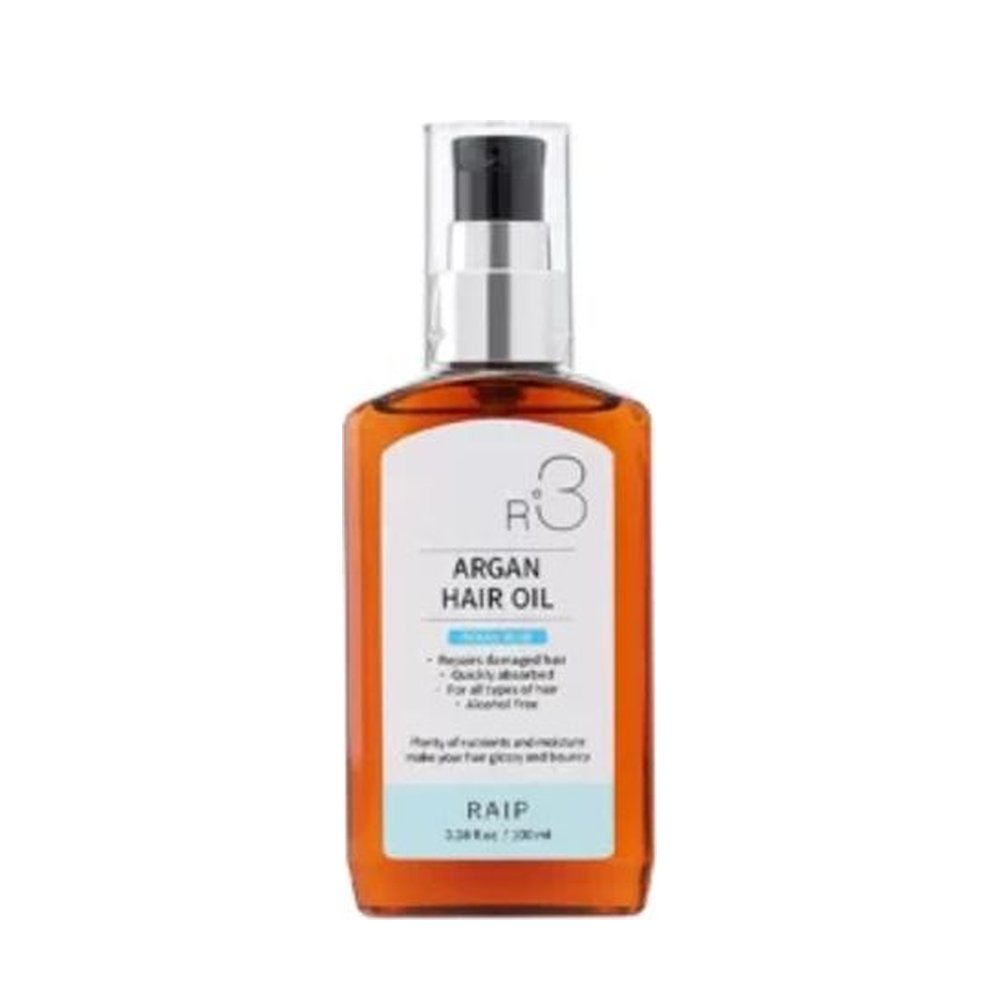 R3
ARGAN
HAIR OIL
• Repairs damaged hair
• Quickly absorbed
• For all types of hair
• Alcohol free
Plenty of nutrients and moisture
make your hair glossy and bouncy
RAIP
3.38 fl.oz / 100 ml